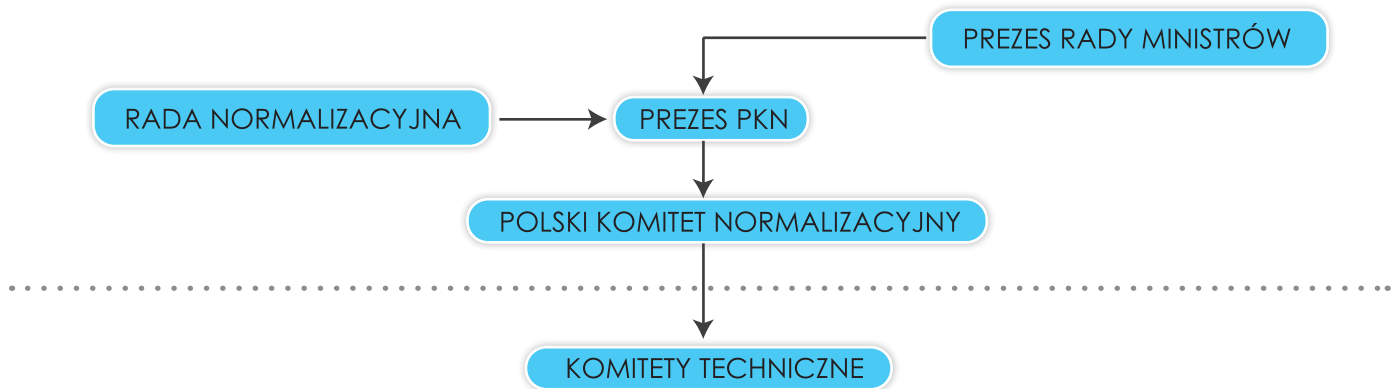 PREZES RADY MINISTRÓW
RADA NORMALIZACYJNA
PREZES PKN
POLSKI KOMITET NORMALIZACYJNY
KOMITETY TECHNICZNE